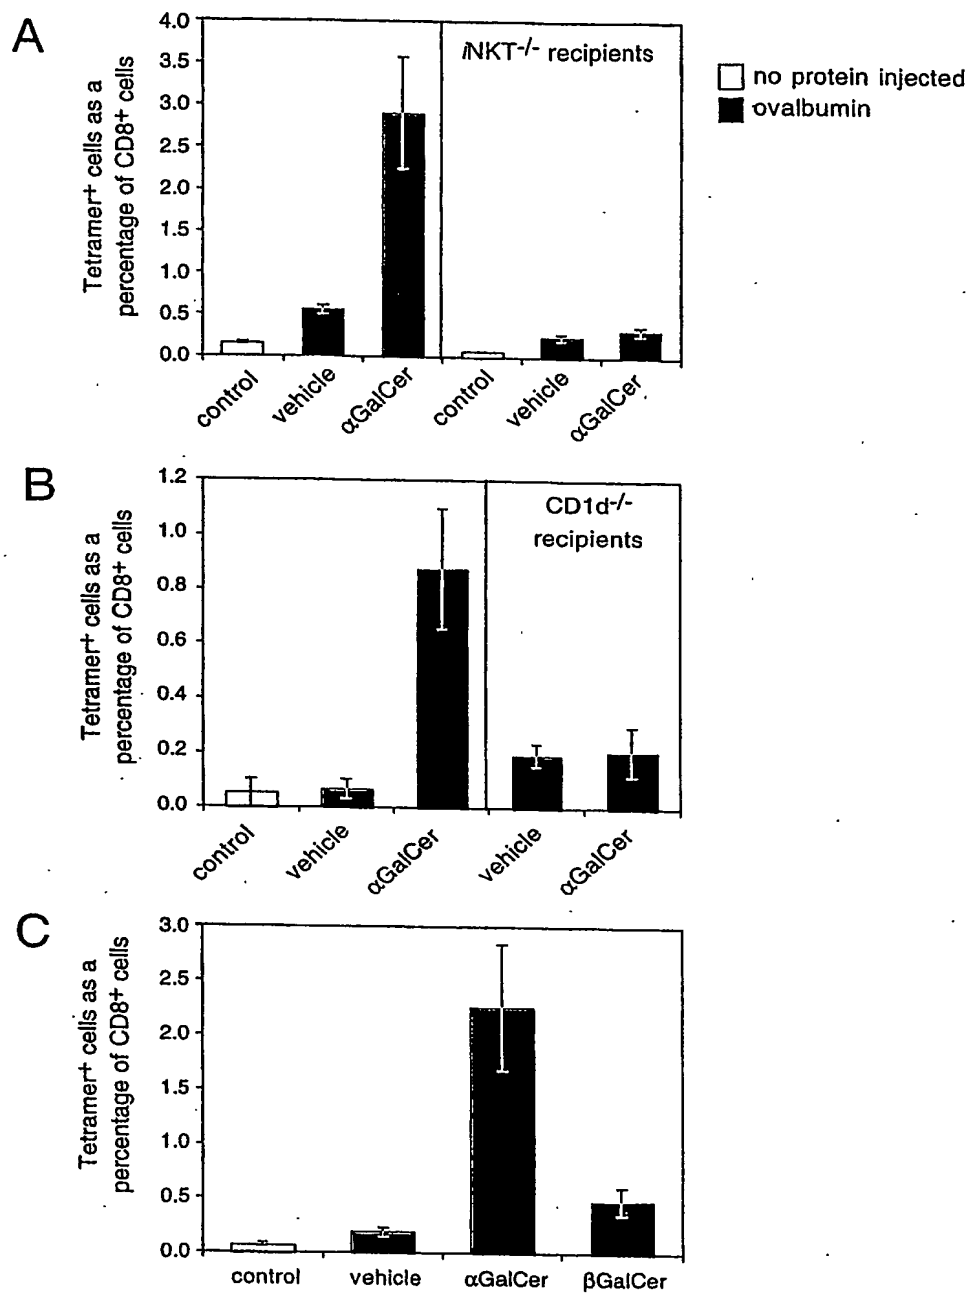 A
Tetramer+ cells as a
percentage of CD8+ cells
4.0
3.5
3.0
2.5
2.0
1.5
1.0
0.5
0.0
iNKT-/- recipients
no protein injected
ovalbumin
control
vehicle
αGalCer
control
vehicle
αGalCer
B
Tetramer+ cells as a
percentage of CD8+ cells
1.2
1.0
0.8
0.6
0.4
0.2
0.0
CD1d-/-
recipients
control
vehicle
αGalCer
vehicle
αGalCer
C
Tetramer+ cells as a
percentage of CD8+ cells
3.0
2.5
2.0
1.5
1.0
0.5
0.0
control
vehicle
αGalCer
βGalCer